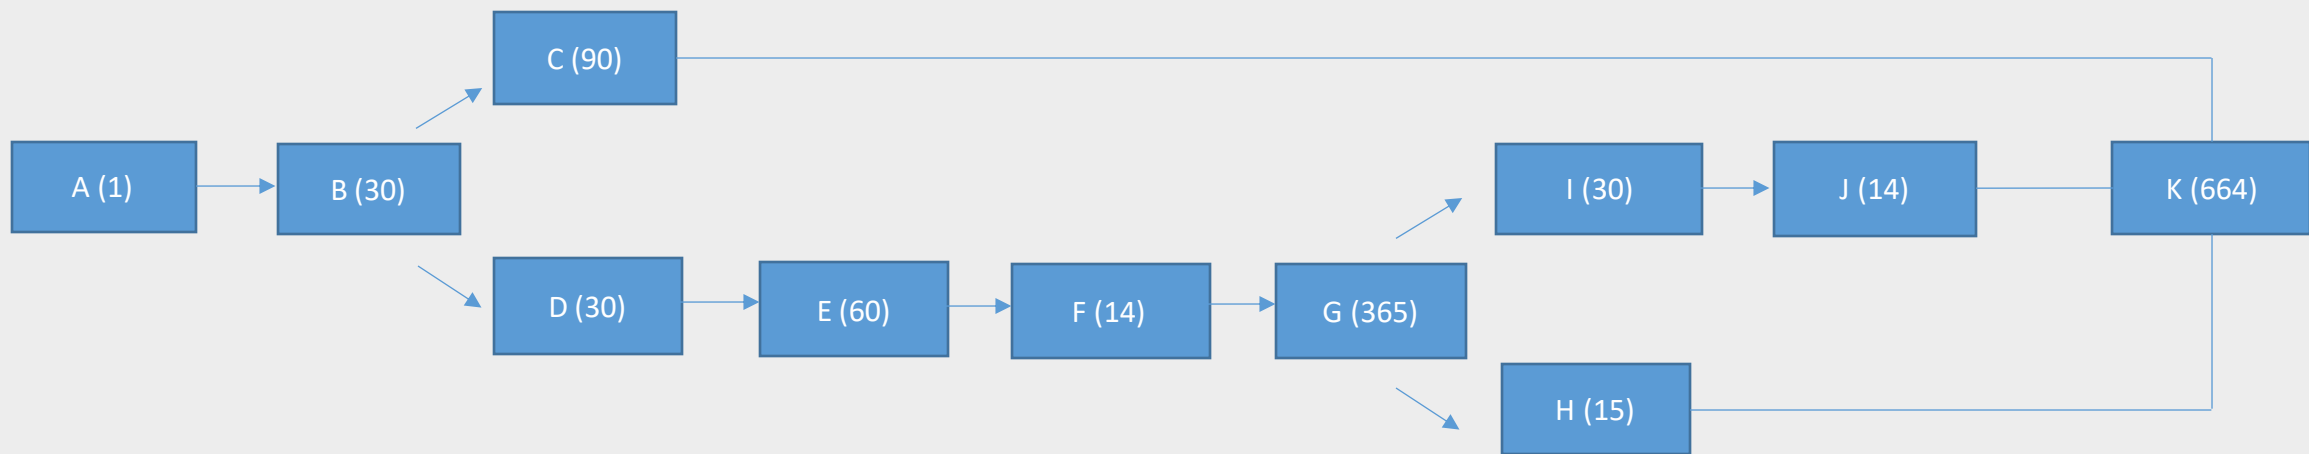 C (90)
A (1)
B (30)
I (30)
J (14)
K (664)
D (30)
E (60)
F (14)
G (365)
H (15)